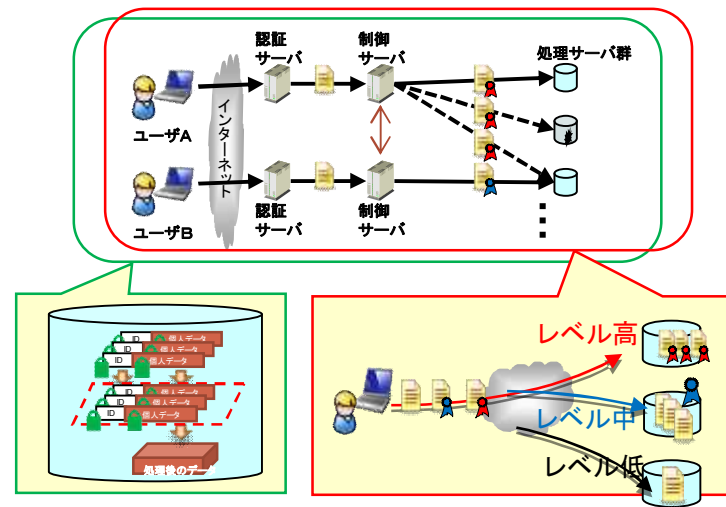 認証
サーバ
制御
サーバ
処理サーバ群
ユーザA
インターネット
ユーザB
認証
サーバ
制御
サーバ
ID 個人データ
ID 個人データ
ID 個人データ
ID 個人データ
ID 個人データ
ID 個人データ
処理後のデータ
レベル高
レベル中
レベル低